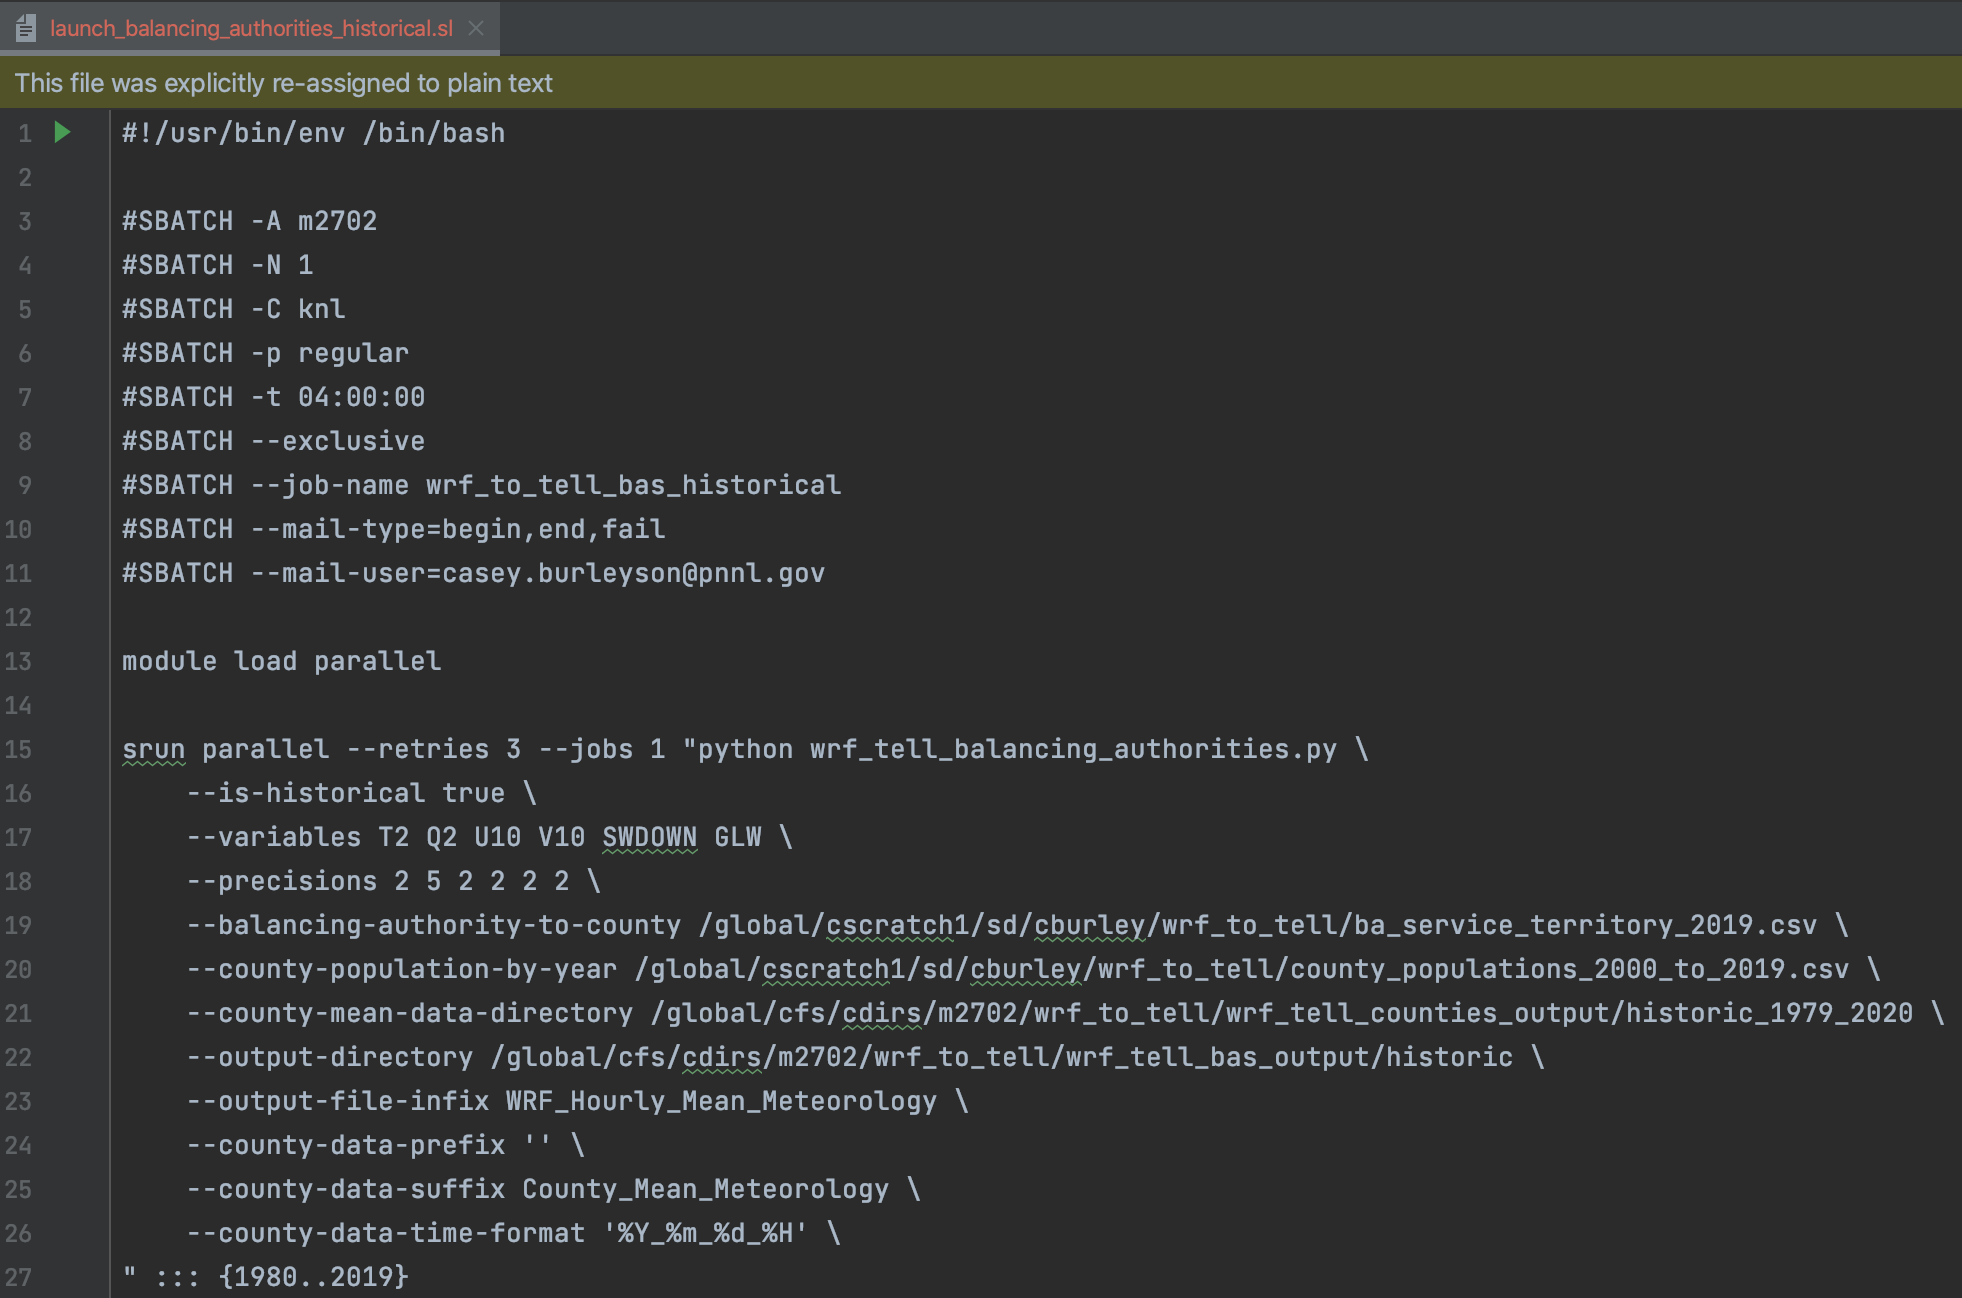 launch_balancing_authorities_historical.sl
This file was explicitly re-assigned to plain text
1 #!/usr/bin/env /bin/bash
2
3 #SBATCH -A m2702
4 #SBATCH -N 1
5 #SBATCH -C knl
6 #SBATCH -p regular
7 #SBATCH -t 04:00:00
8 #SBATCH --exclusive
9 #SBATCH --job-name wrf_to_tell_bas_historical
10 #SBATCH --mail-type=begin,end,fail
11 #SBATCH --mail-user=casey.burleyson@pnnl.gov
12
13 module load parallel
14
15 srun parallel --retries 3 --jobs 1 "python wrf_tell_balancing_authorities.py \
16     --is-historical true \
17     --variables T2 Q2 U10 V10 SWDOWN GLW \
18     --precisions 2 5 2 2 2 2 \
19     --balancing-authority-to-county /global/cscratch1/sd/cburley/wrf_to_tell/ba_service_territory_2019.csv \
20     --county-population-by-year /global/cscratch1/sd/cburley/wrf_to_tell/county_populations_2000_to_2019.csv \
21     --county-mean-data-directory /global/cfs/cdirs/m2702/wrf_to_tell/wrf_tell_counties_output/historic_1979_2020 \
22     --output-directory /global/cfs/cdirs/m2702/wrf_to_tell/wrf_tell_bas_output/historic \
23     --output-file-infix WRF_Hourly_Mean_Meteorology \
24     --county-data-prefix '' \
25     --county-data-suffix County_Mean_Meteorology \
26     --county-data-time-format '%Y_%m_%d_%H' \
27 " ::: {1980..2019}